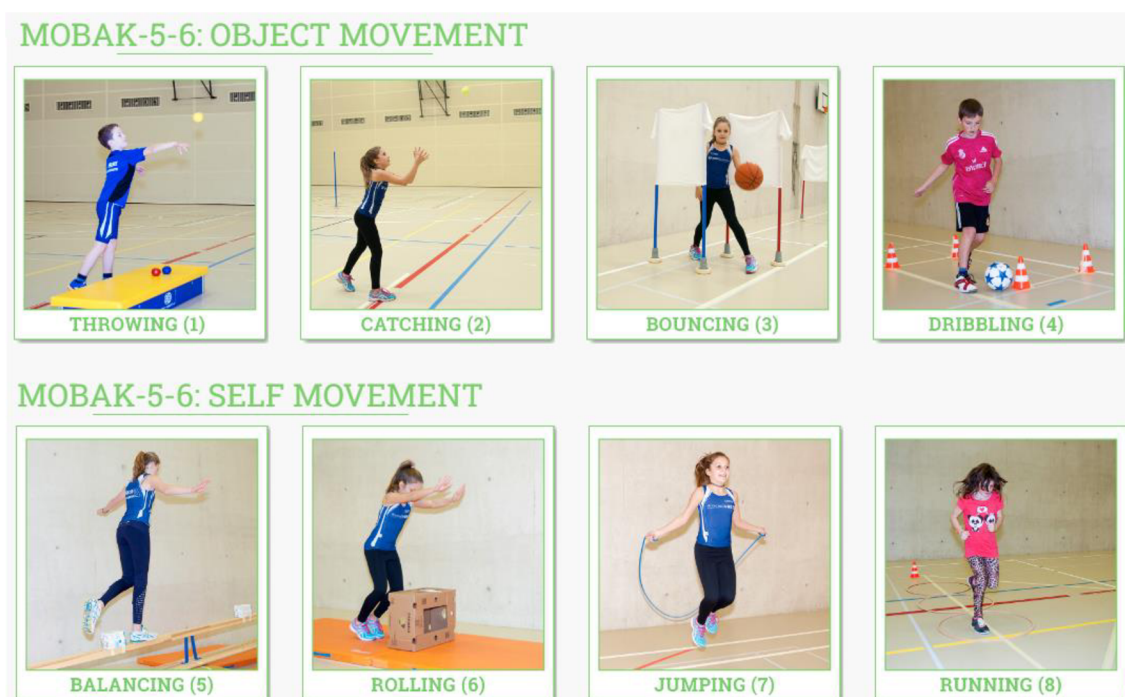 MOBAK-5-6: OBJECT MOVEMENT
THROWING (1)
CATCHING (2)
BOUNCING (3)
DRIBBLING (4)
MOBAK-5-6: SELF MOVEMENT
BALANCING (5)
ROLLING (6)
JUMPING (7)
RUNNING (8)